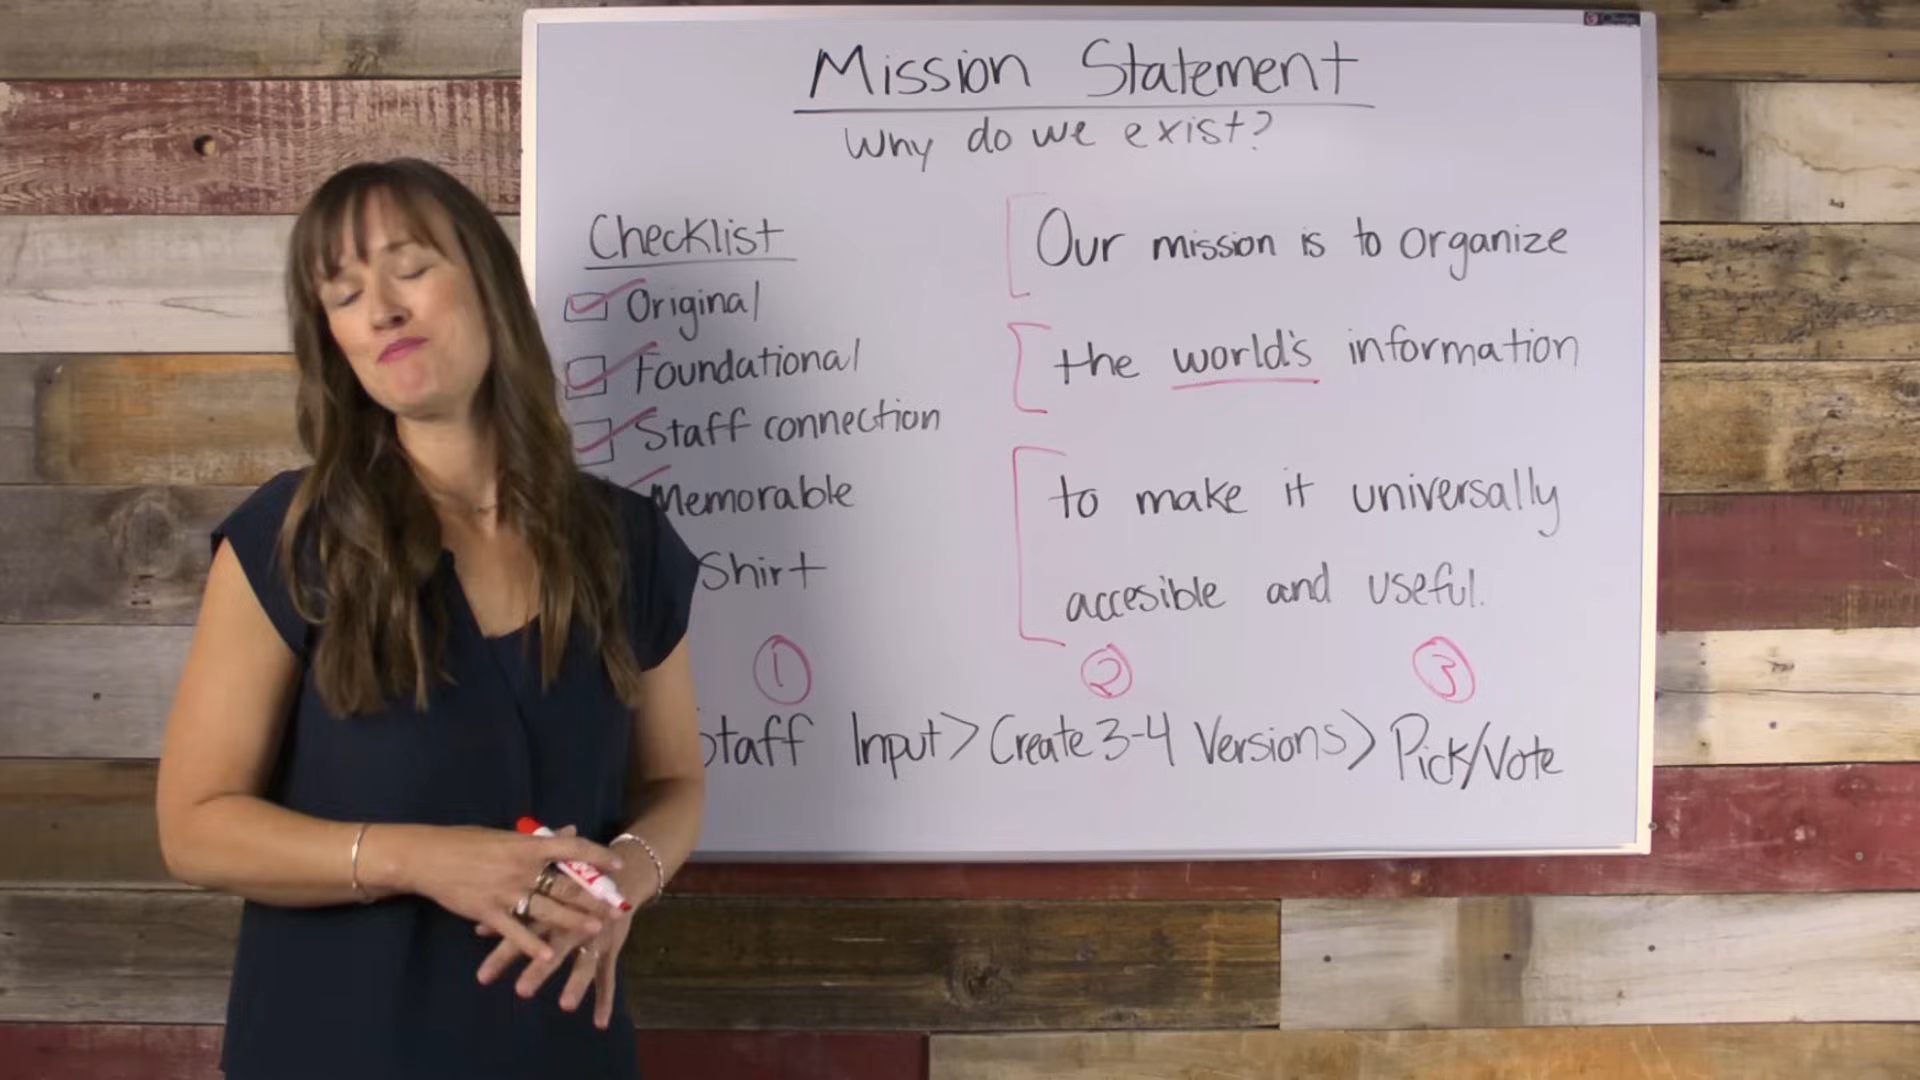 Mission Statement
Why do we exist?
Checklist
Original
Foundational
Staff connection
Memorable
Shirt
Our mission is to organize
the world's information
to make it universally
accesible and useful.
1 2 3
Staff Input > Create 3-4 Versions > Pick/Vote